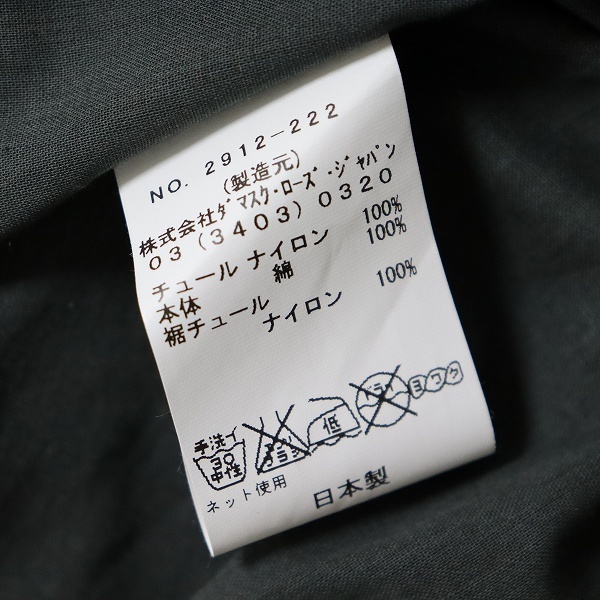 NO. 2912-222
(製造元)
株式会社ダマスク・ローズ・ジャパン
03(3403)0320
チュール ナイロン 100%
本体 綿 100%
裾チュール ナイロン 100%
手洗イ
30
中性
エンソ
サラシ
低
ドライ
ヨワク
ネット使用
日本製